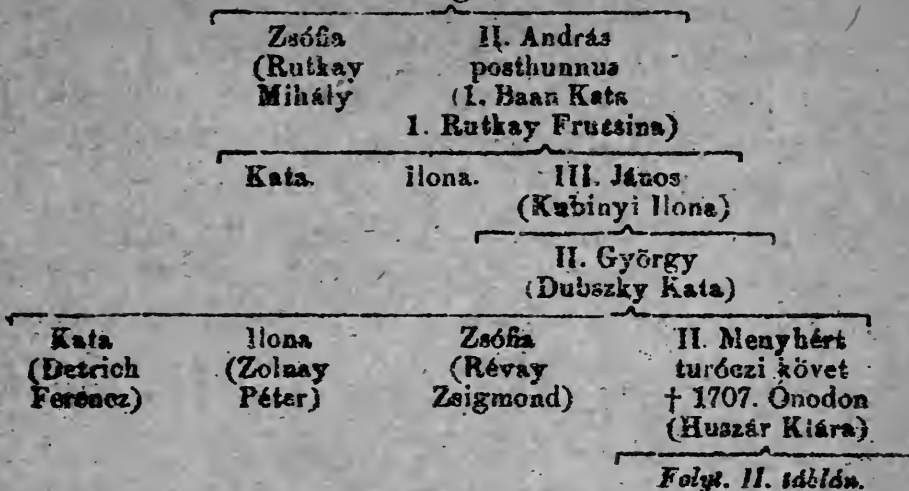 Zsófia II. András
(Rutkay posthunnus
Mihály (1. Baan Kata
1. Rutkay Frusina)
Kata. Ilona. III. János
(Kubinyi Ilona)
II. György
(Dubszky Kata)
Kata Ilona Zsófia II. Menyhért
(Detrich (Zolnay (Révay turóczi követ
Ferencz) Péter) Zsigmond) † 1707. Ónodon
(Huszár Klára)
Folyt. II. táblán.